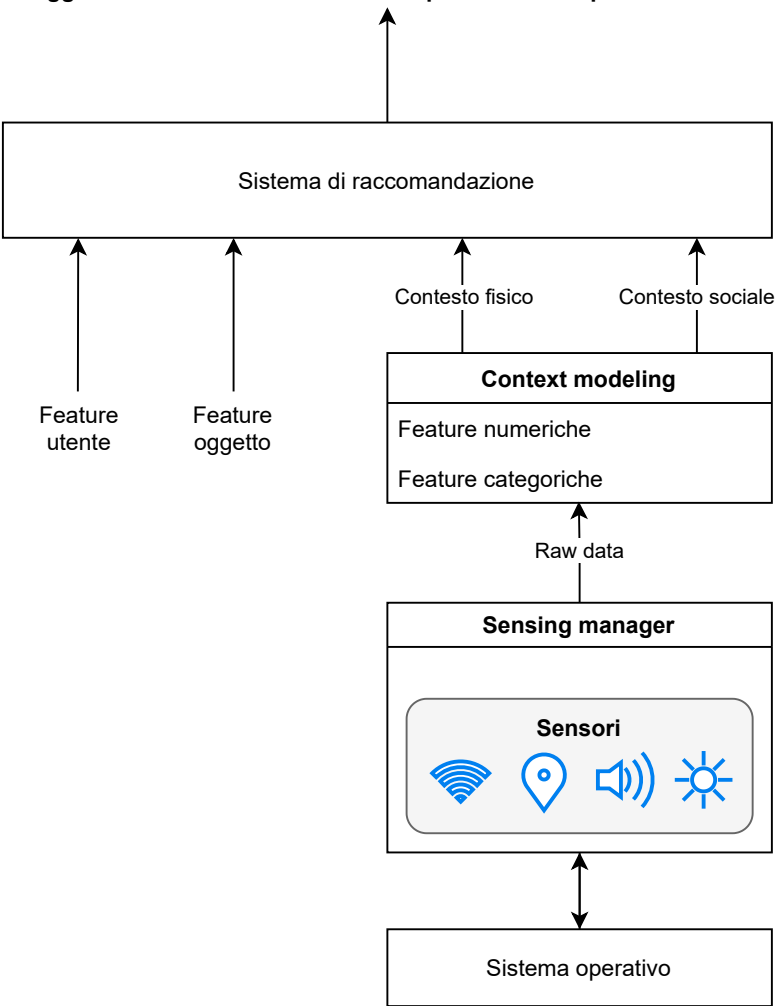 Sistema di raccomandazione
Contesto fisico
Contesto sociale
Context modeling
Feature numeriche
Feature categoriche
Feature
utente
Feature
oggetto
Raw data
Sensing manager
Sensori
Sistema operativo